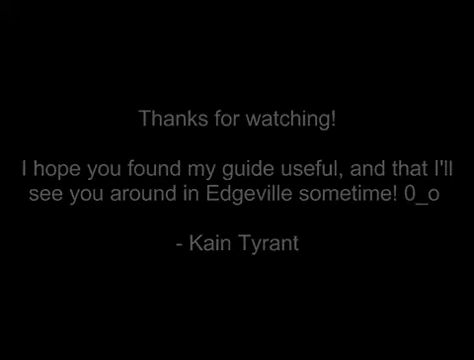 Thanks for watching!
I hope you found my guide useful, and that I'll
see you around in Edgeville sometime! 0_o
- Kain Tyrant